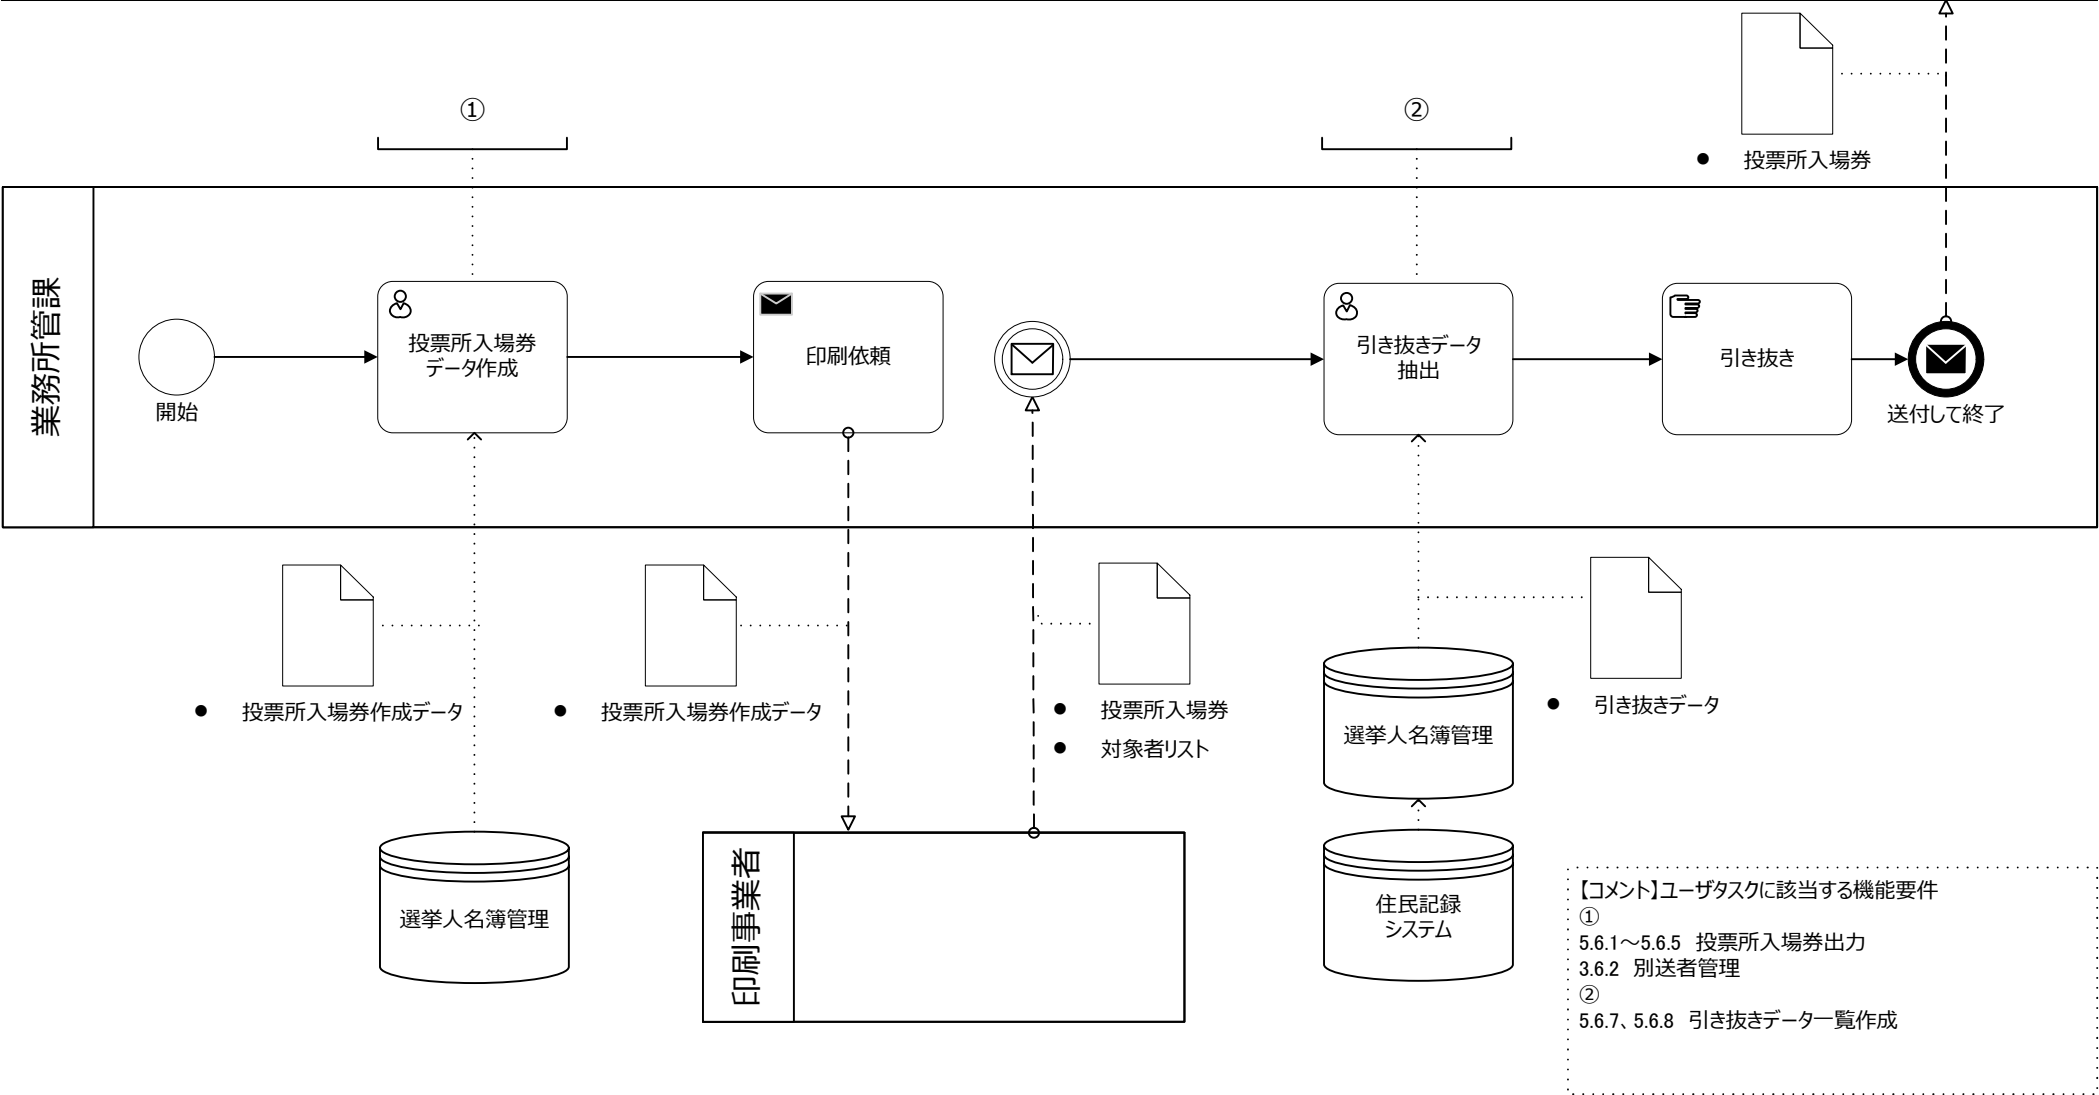 ①
②
● 投票所入場券
業務所管課
開始
投票所入場券
データ作成
印刷依頼
引き抜きデータ
抽出
引き抜き
送付して終了
● 投票所入場券作成データ
● 投票所入場券作成データ
● 投票所入場券
● 対象者リスト
● 引き抜きデータ
選挙人名簿管理
選挙人名簿管理
印刷事業者
住民記録
システム
【コメント】ユーザタスクに該当する機能要件
①
5.6.1～5.6.5 投票所入場券出力
3.6.2 別送者管理
②
5.6.7、5.6.8 引き抜きデータ一覧作成